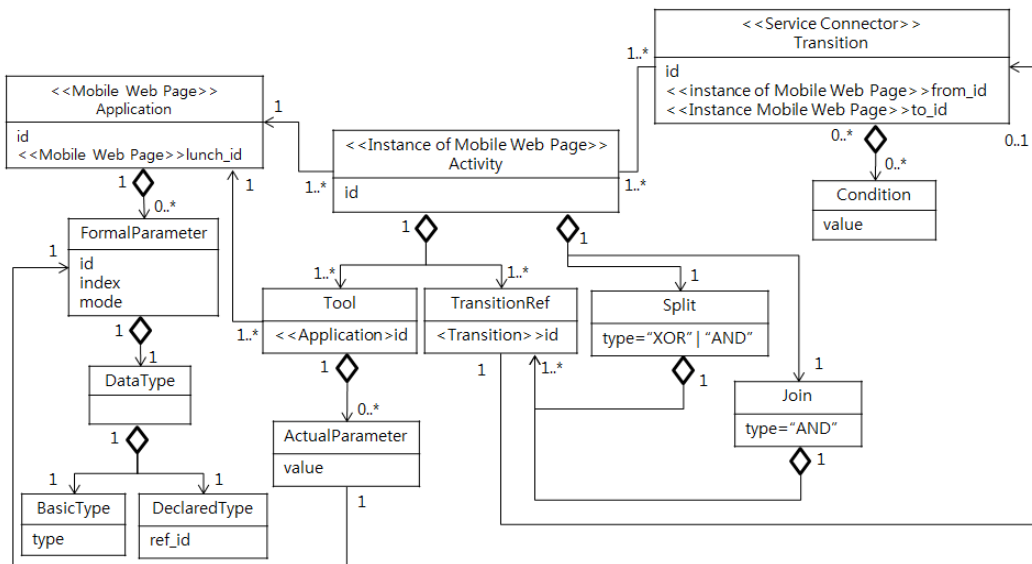 <<Service Connector>>
Transition
id
<<instance of Mobile Web Page>>from_id
<<Instance Mobile Web Page>>to_id
1..*
0..*
0..1
0..*
Condition
value
<<Mobile Web Page>>
Application
id
<<Mobile Web Page>>lunch_id
1
1..*
<<Instance of Mobile Web Page>>
Activity
id
1..*
1
1
0..*
1
1
FormalParameter
id
index
mode
1
1
1
1..*
1..*
1
Tool
<<Application>id
1..*
1
TransitionRef
<Transition>>id
1
1..*
Split
type="XOR"| "AND"
1
1
Join
type="AND"
1
DataType
1
0..*
ActualParameter
value
1
1
1
BasicType
type
DeclaredType
ref_id